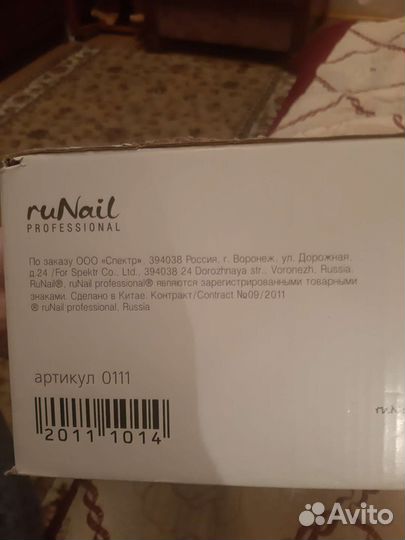 ruNail
PROFESSIONAL
По заказу ООО «Спектр», 394038 Россия, г. Воронеж, ул. Дорожная,
д.24 /For Spektr Co., Ltd., 394038 24 Dorozhnaya str., Voronezh, Russia.
RuNail®, ruNail professional® являются зарегистрированными товарными
знаками. Сделано в Китае. Контракт/Contract №09/2011
® ruNail professional, Russia
артикул 0111
20111014
Avito